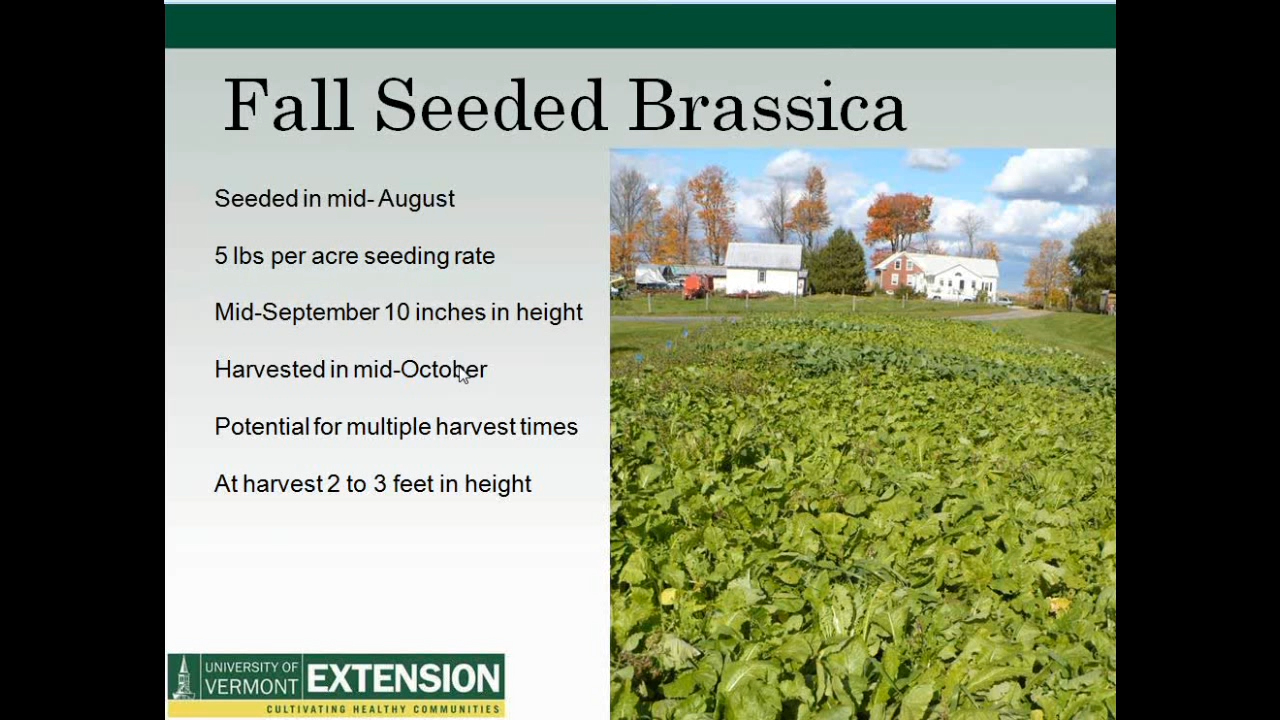 Fall Seeded Brassica
Seeded in mid- August
5 lbs per acre seeding rate
Mid-September 10 inches in height
Harvested in mid-October
Potential for multiple harvest times
At harvest 2 to 3 feet in height
UNIVERSITY OF
VERMONT
EXTENSION
CULTIVATING HEALTHY COMMUNITIES